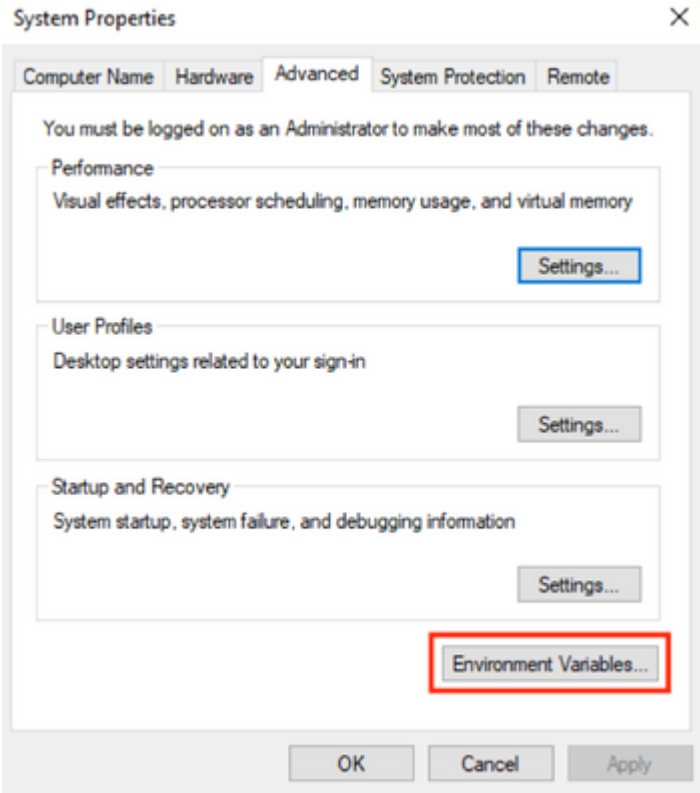 System Properties
Computer Name Hardware Advanced System Protection Remote
You must be logged on as an Administrator to make most of these changes.
Performance
Visual effects, processor scheduling, memory usage, and virtual memory
Settings...
User Profiles
Desktop settings related to your sign-in
Settings...
Startup and Recovery
System startup, system failure, and debugging information
Settings...
Environment Variables...
OK Cancel Apply